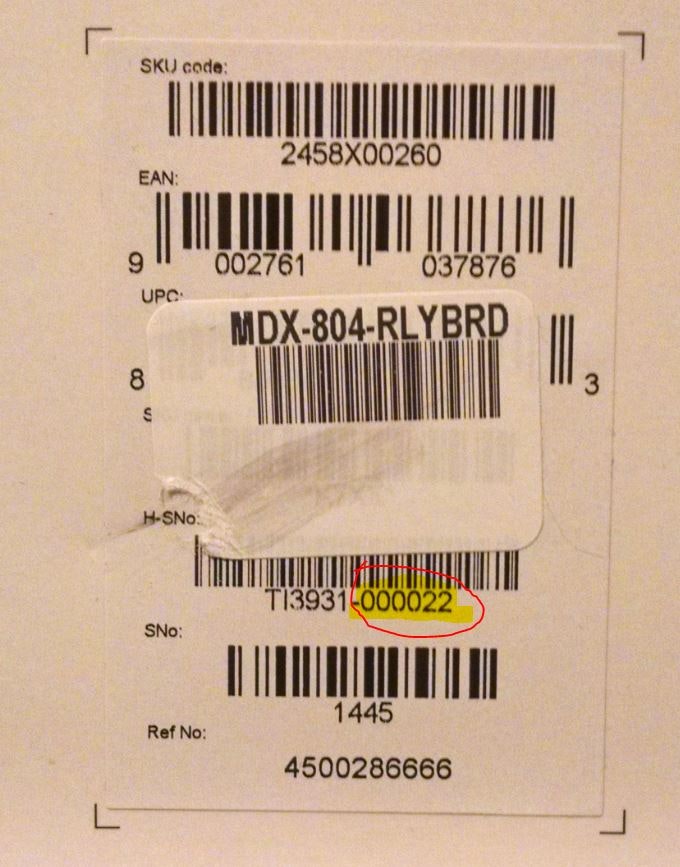 SKU code:
2458X00260
EAN:
9 002761 037876
UPC:
MDX-804-RLYBRD
8 3
S
H-SNo:
TI3931-000022
SNo:
1445
Ref No:
4500286666